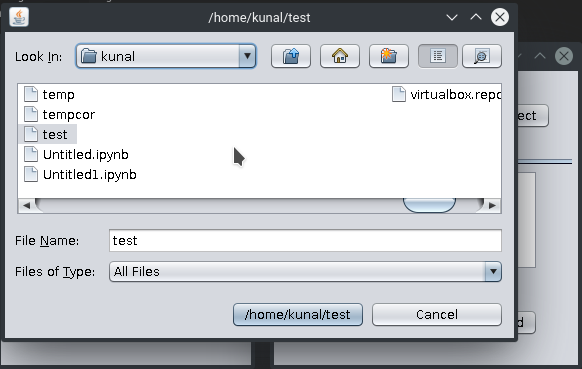 /home/kunal/test
Look In: kunal
temp
virtualbox.repo
tempcor
test
Untitled.ipynb
Untitled1.ipynb
File Name: test
Files of Type: All Files
/home/kunal/test Cancel